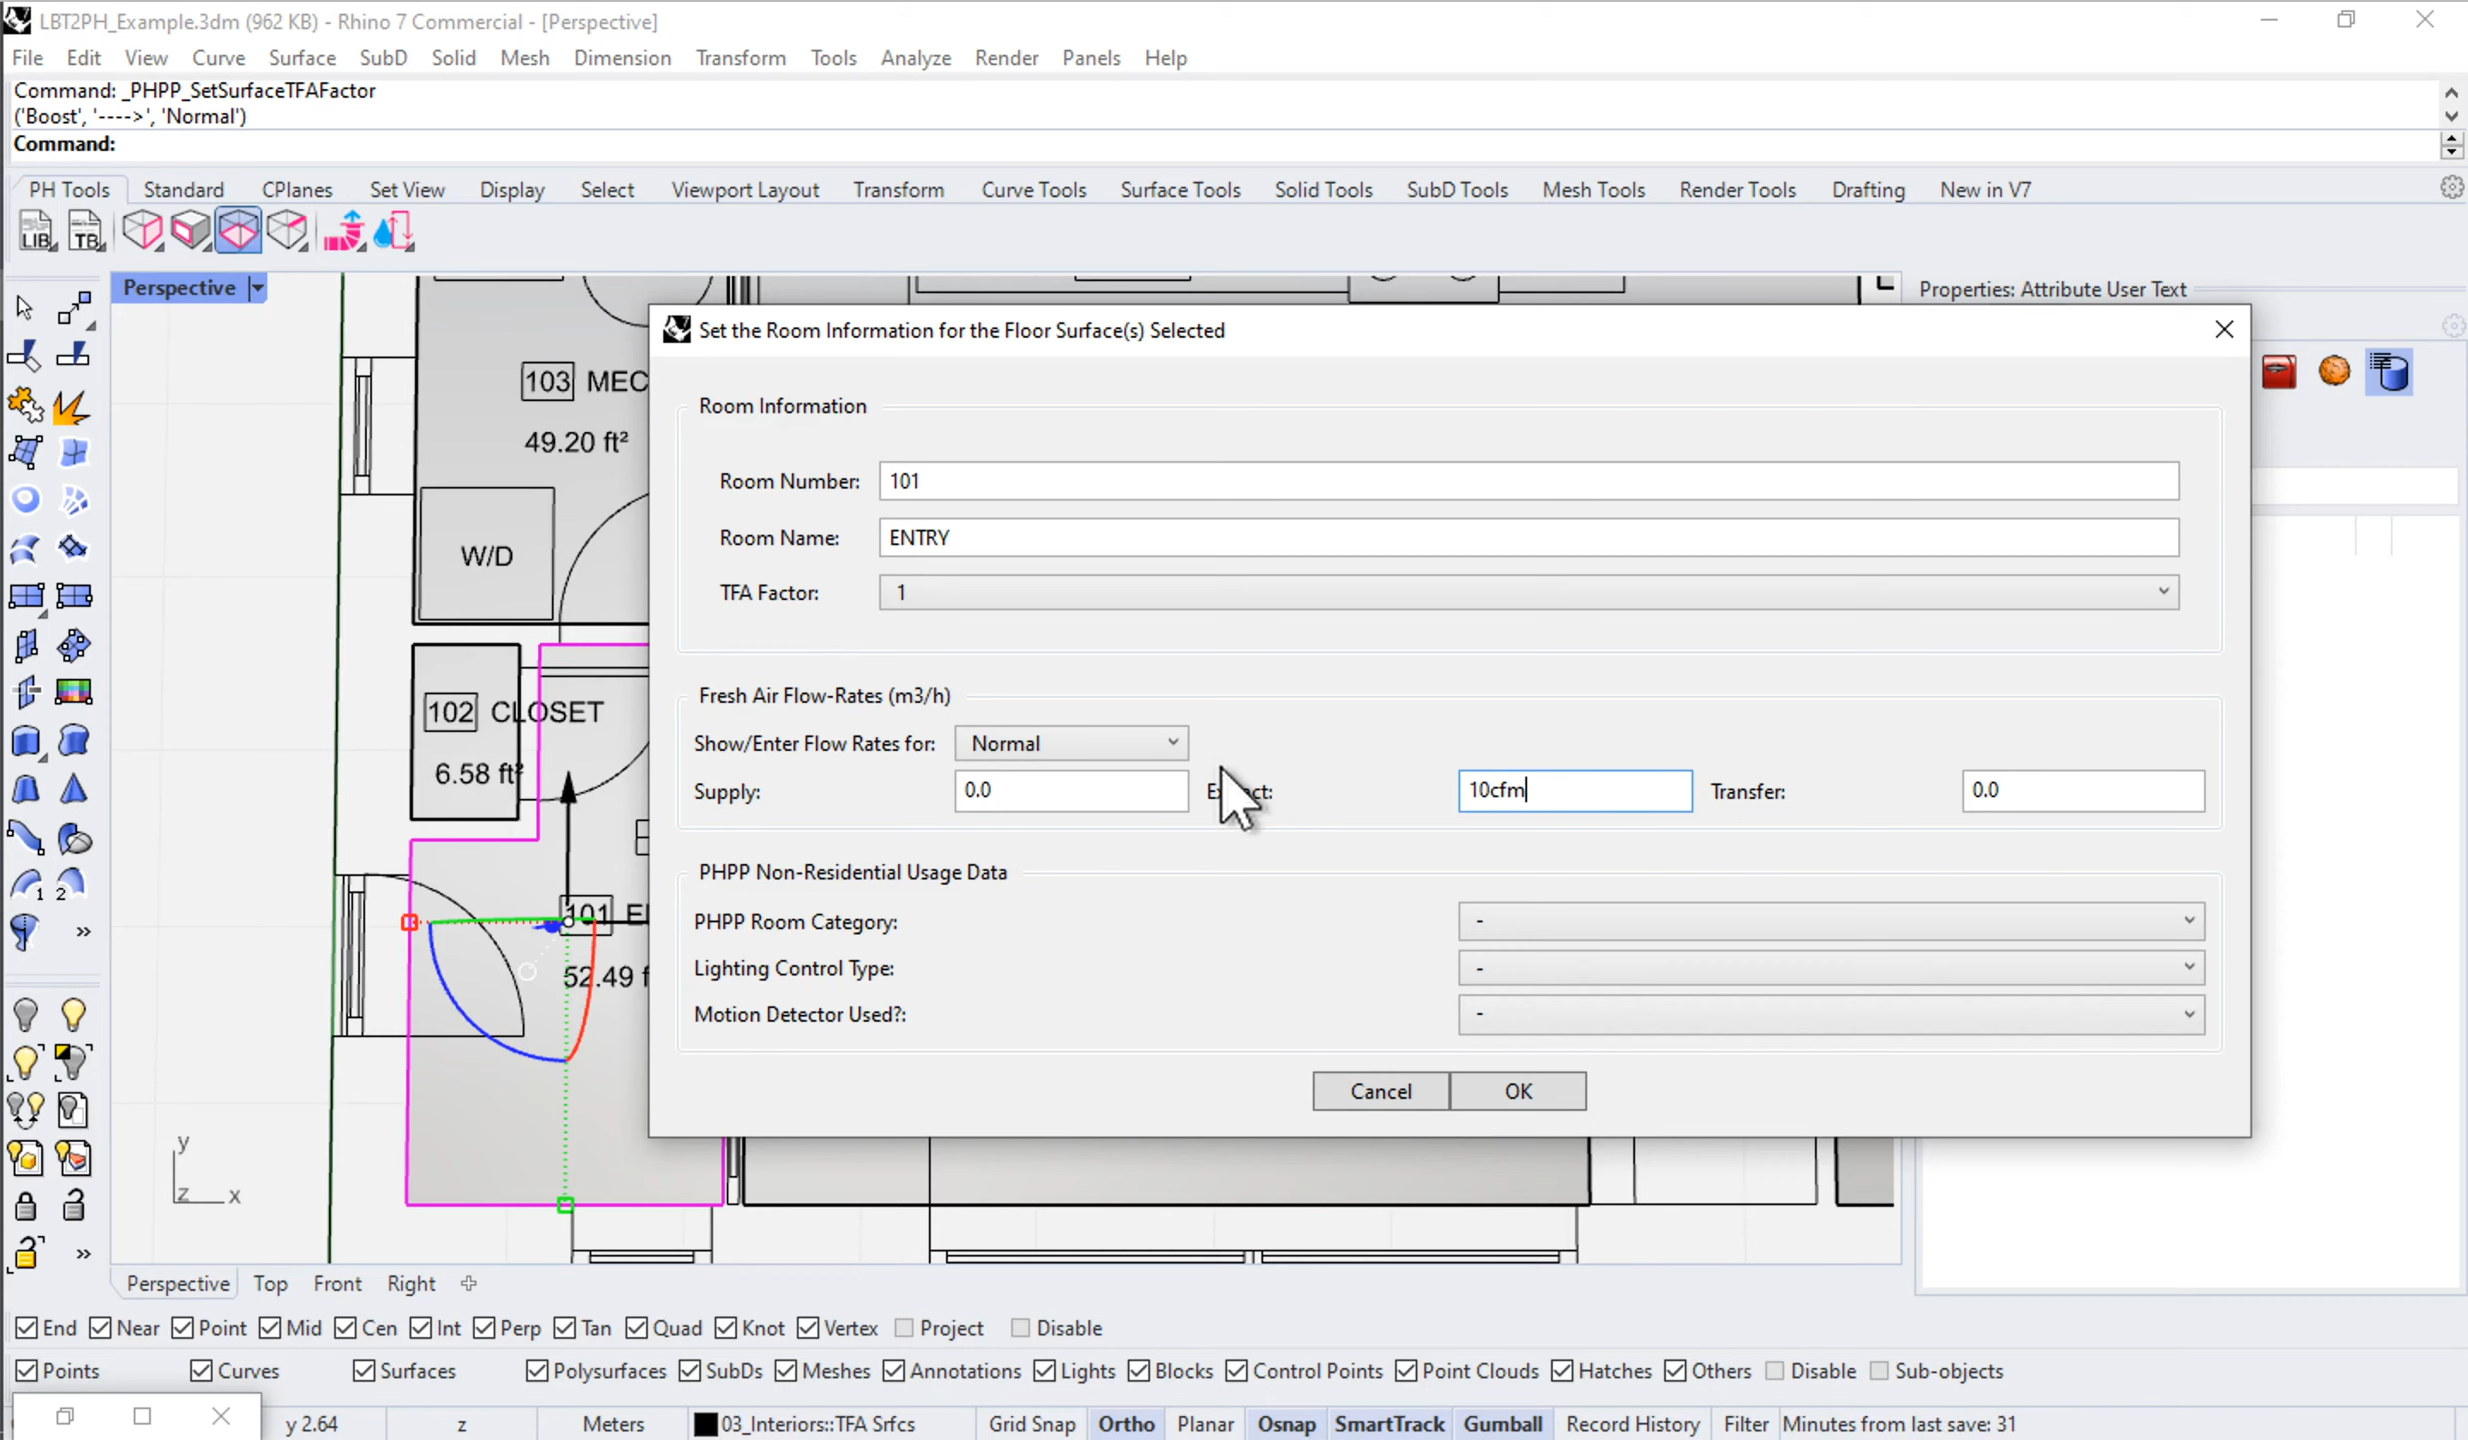 LBT2PH_Example.3dm (962 KB) - Rhino 7 Commercial - [Perspective]
File Edit View Curve Surface SubD Solid Mesh Dimension Transform Tools Analyze Render Panels Help
Command: _PHPP_SetSurfaceTFAFactor
('Boost', '---->', 'Normal')
Command:
PH Tools Standard CPlanes Set View Display Select Viewport Layout Transform Curve Tools Surface Tools Solid Tools SubD Tools Mesh Tools Render Tools Drafting New in V7
LIB TB
Perspective
Properties: Attribute User Text
Set the Room Information for the Floor Surface(s) Selected
Room Information
Room Number: 101
Room Name: ENTRY
TFA Factor: 1
Fresh Air Flow-Rates (m3/h)
Show/Enter Flow Rates for: Normal
Supply: 0.0 10cfm Transfer: 0.0
PHPP Non-Residential Usage Data
PHPP Room Category: -
Lighting Control Type: -
Motion Detector Used?: -
Cancel OK
103 MEC
49.20 ft²
W/D
102 CLOSET
6.58 ft²
101 E
52.49 f
1 2
y
z x
Perspective Top Front Right
End Near Point Mid Cen Int Perp Tan Quad Knot Vertex Project Disable
Points Curves Surfaces Polysurfaces SubDs Meshes Annotations Lights Blocks Control Points Point Clouds Hatches Others Disable Sub-objects
y 2.64 z Meters 03_Interiors::TFA Srfcs Grid Snap Ortho Planar Osnap SmartTrack Gumball Record History Filter Minutes from last save: 31